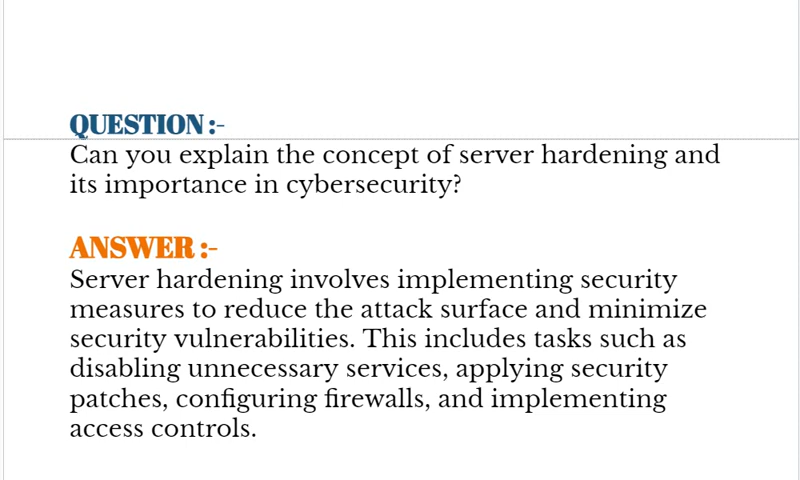 QUESTION :-
Can you explain the concept of server hardening and
its importance in cybersecurity?
ANSWER :-
Server hardening involves implementing security
measures to reduce the attack surface and minimize
security vulnerabilities. This includes tasks such as
disabling unnecessary services, applying security
patches, configuring firewalls, and implementing
access controls.